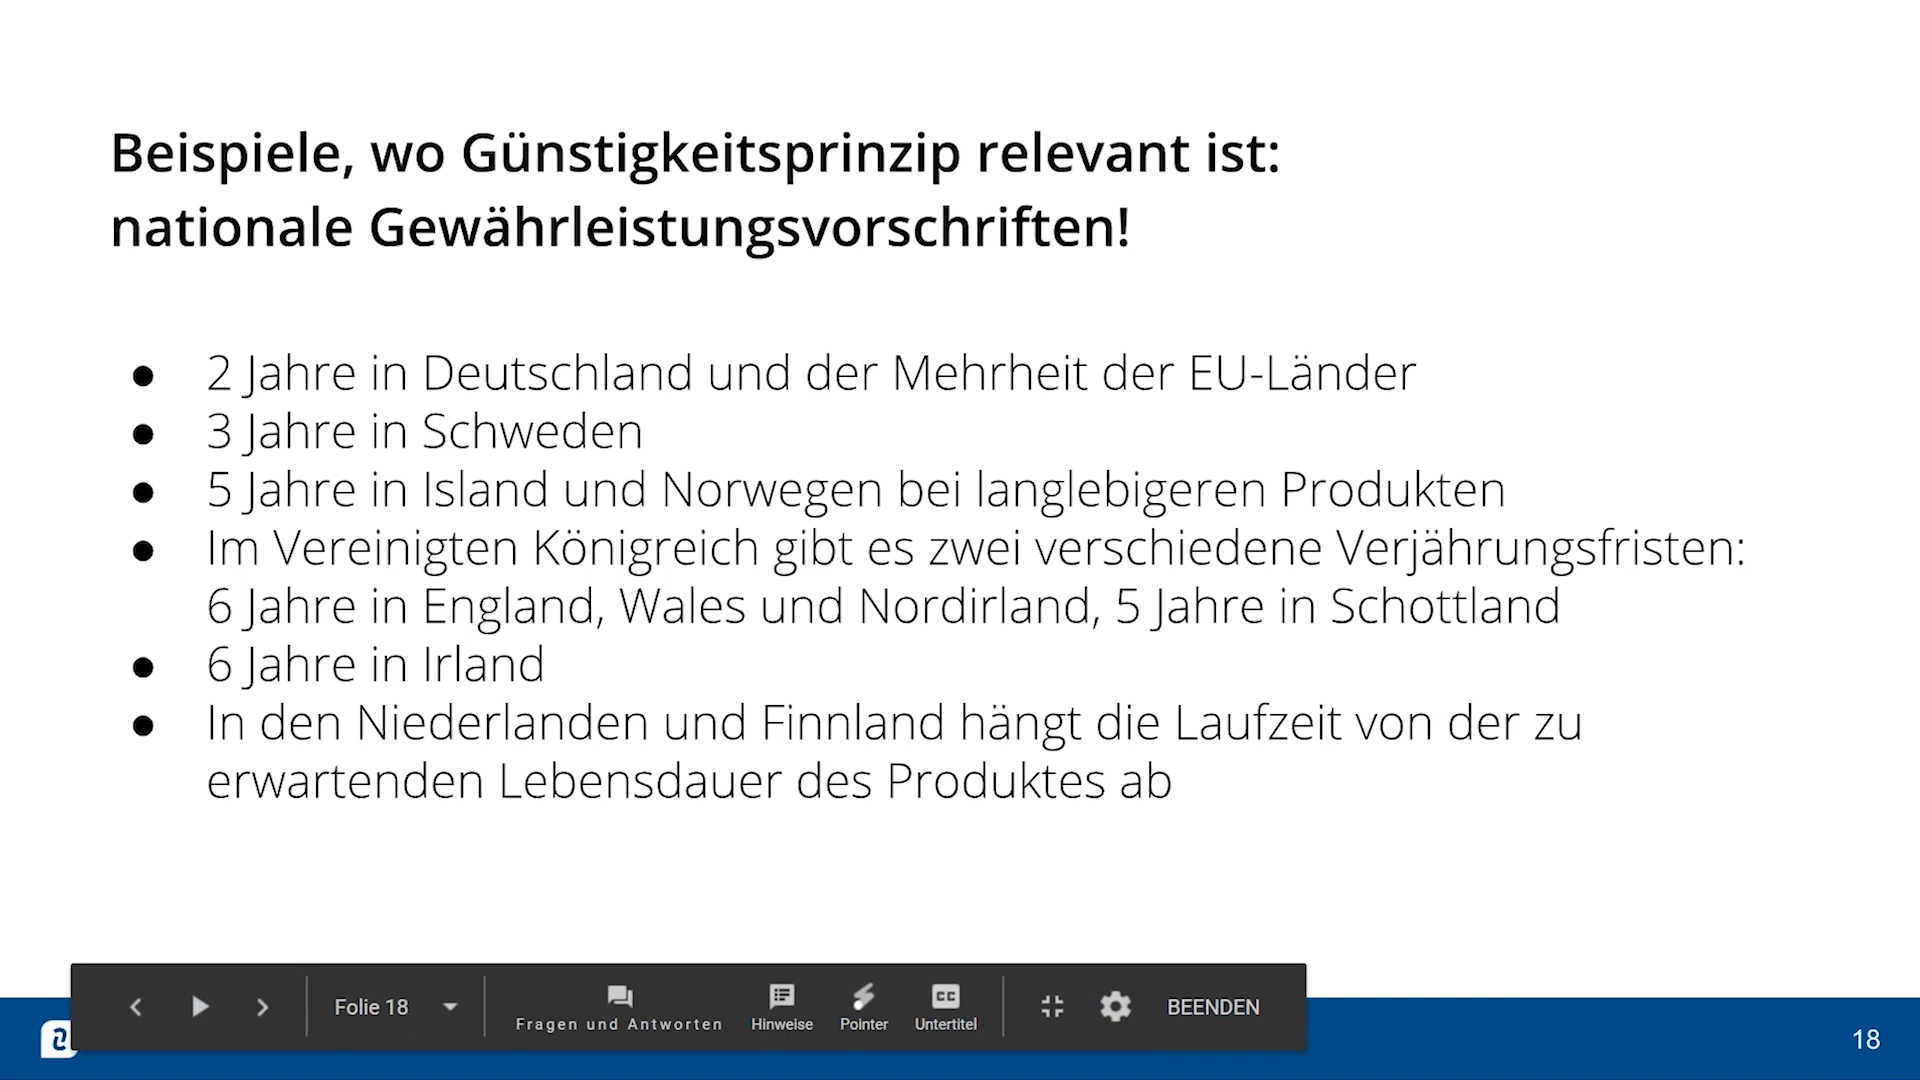 Beispiele, wo Günstigkeitsprinzip relevant ist:
nationale Gewährleistungsvorschriften!
● 2 Jahre in Deutschland und der Mehrheit der EU-Länder
● 3 Jahre in Schweden
● 5 Jahre in Island und Norwegen bei langlebigeren Produkten
● Im Vereinigten Königreich gibt es zwei verschiedene Verjährungsfristen:
6 Jahre in England, Wales und Nordirland, 5 Jahre in Schottland
● 6 Jahre in Irland
● In den Niederlanden und Finnland hängt die Laufzeit von der zu
erwartenden Lebensdauer des Produktes ab
Folie 18
Fragen und Antworten
Hinweise
Pointer
CC
Untertitel
BEENDEN
18